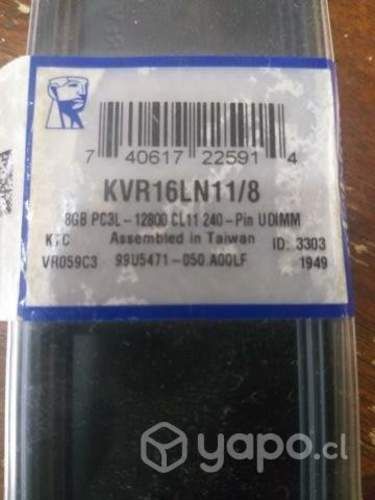 7 40617 22591 4
KVR16LN11/8
8GB PC3L-12800 CL11 240-Pin UDIMM
KTC Assembled in Taiwan ID: 3303
VR059C3 99U5471-050.A00LF 1949
yapo.cl